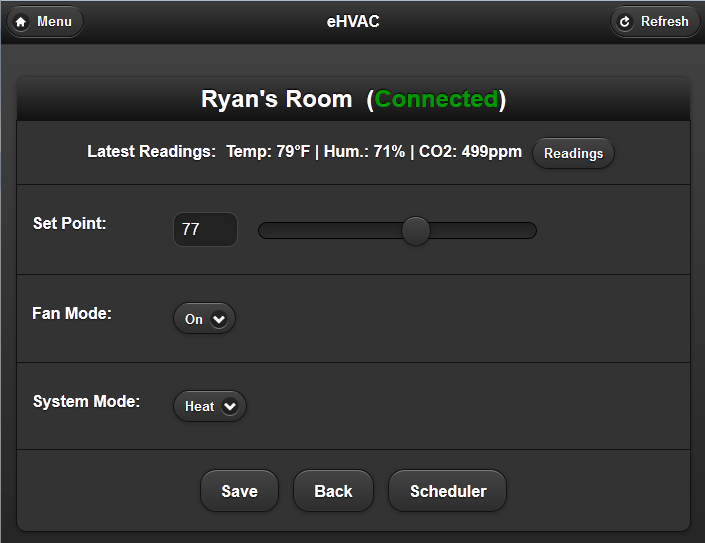 Menu eHVAC Refresh
Ryan's Room (Connected)
Latest Readings: Temp: 79°F | Hum.: 71% | CO2: 499ppm Readings
Set Point: 77
Fan Mode: On
System Mode: Heat
Save Back Scheduler